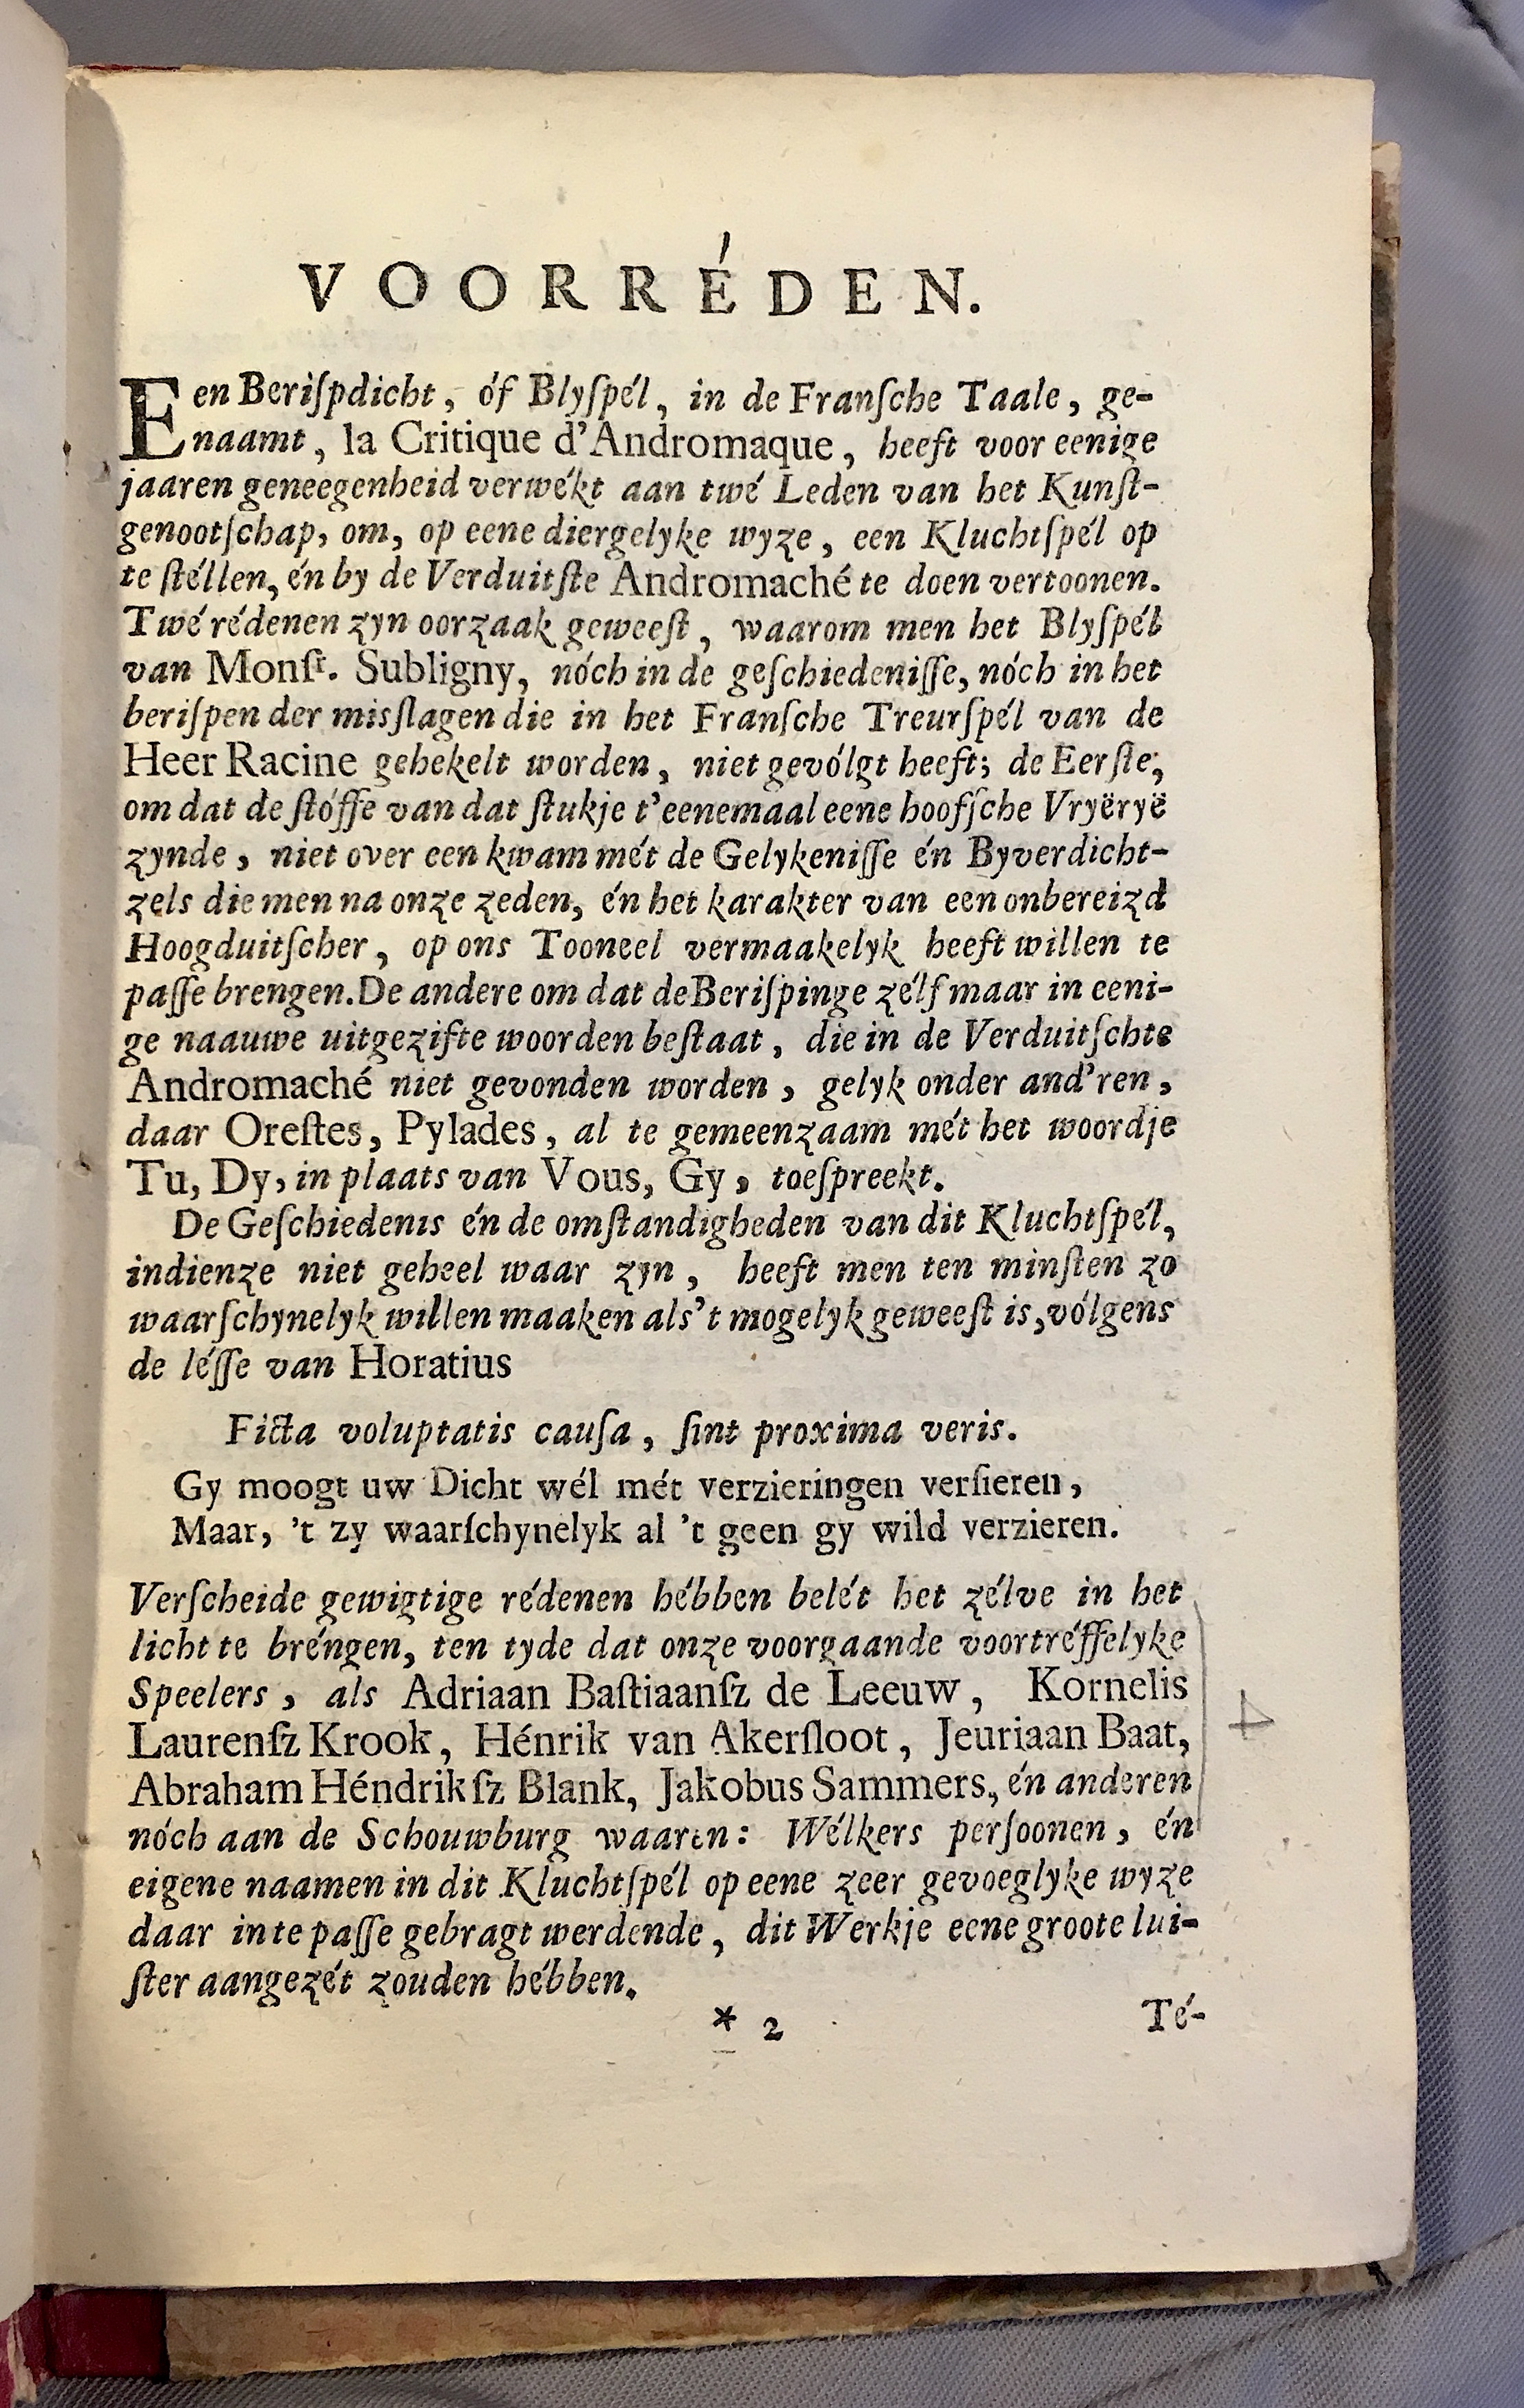 VOORRÉDEN.
Een Beriſpdicht, óf Blyſpél, in de Franſche Taale, ge-
naamt, la Critique d'Andromaque, heeft voor eenige
jaaren geneegenheid verwékt aan twé Leden van het Kunſt-
genootſchap, om, op eene diergelyke wyze, een Kluchtſpél op
te ſtéllen, én by de Verduitſte Andromaché te doen vertoonen.
Twé rédenen zyn oorzaak geweeſt, waarom men het Blyſpél
van Monſr. Subligny, nóch in de geſchiedeniſſe, nóch in het
beriſpen der misſlagen die in het Franſche Treurſpél van de
Heer Racine gehekelt worden, niet gevólgt heeft; de Eerſte,
om dat de ſtóffe van dat ſtukje t'eenemaal eene hoofſche Vryëryë
zynde, niet over een kwam mét de Gelykeniſſe én Byverdicht-
zels die men na onze zeden, én het karakter van een onbereizd
Hoogduitſcher, op ons Tooneel vermaakelyk heeft willen te
paſſe brengen. De andere om dat de Beriſpinge zélf maar in eeni-
ge naauwe uitgezifte woorden beſtaat, die in de Verduitſchte
Andromaché niet gevonden worden, gelyk onder and'ren,
daar Oreſtes, Pylades, al te gemeenzaam mét het woordje
Tu, Dy, in plaats van Vous, Gy, toeſpreekt.
De Geſchiedenis én de omſtandigheden van dit Kluchtſpél,
indienze niet geheel waar zyn, heeft men ten minſten zo
waarſchynelyk willen maaken als 't mogelyk geweeſt is, vólgens
de léſſe van Horatius
Ficta voluptatis cauſa, ſint proxima veris.
Gy moogt uw Dicht wél mét verzieringen verſieren,
Maar, 't zy waarſchynelyk al 't geen gy wild verzieren.
Verſcheide gewigtige rédenen hébben belét het zélve in het
licht te bréngen, ten tyde dat onze voorgaande voortréffelyke
Speelers, als Adriaan Baſtiaanſz de Leeuw, Kornelis
Laurenſz Krook, Hénrik van Akerſloot, Jeuriaan Baat,
Abraham Héndrikſz Blank, Jakobus Sammers, én anderen
nóch aan de Schouwburg waaren: Wélkers perſoonen, én
eigene naamen in dit Kluchtſpél op eene zeer gevoeglyke wyze
daar in te paſſe gebragt werdende, dit Werkje eene groote lui-
ſter aangezét zouden hébben.
* 2 Té-